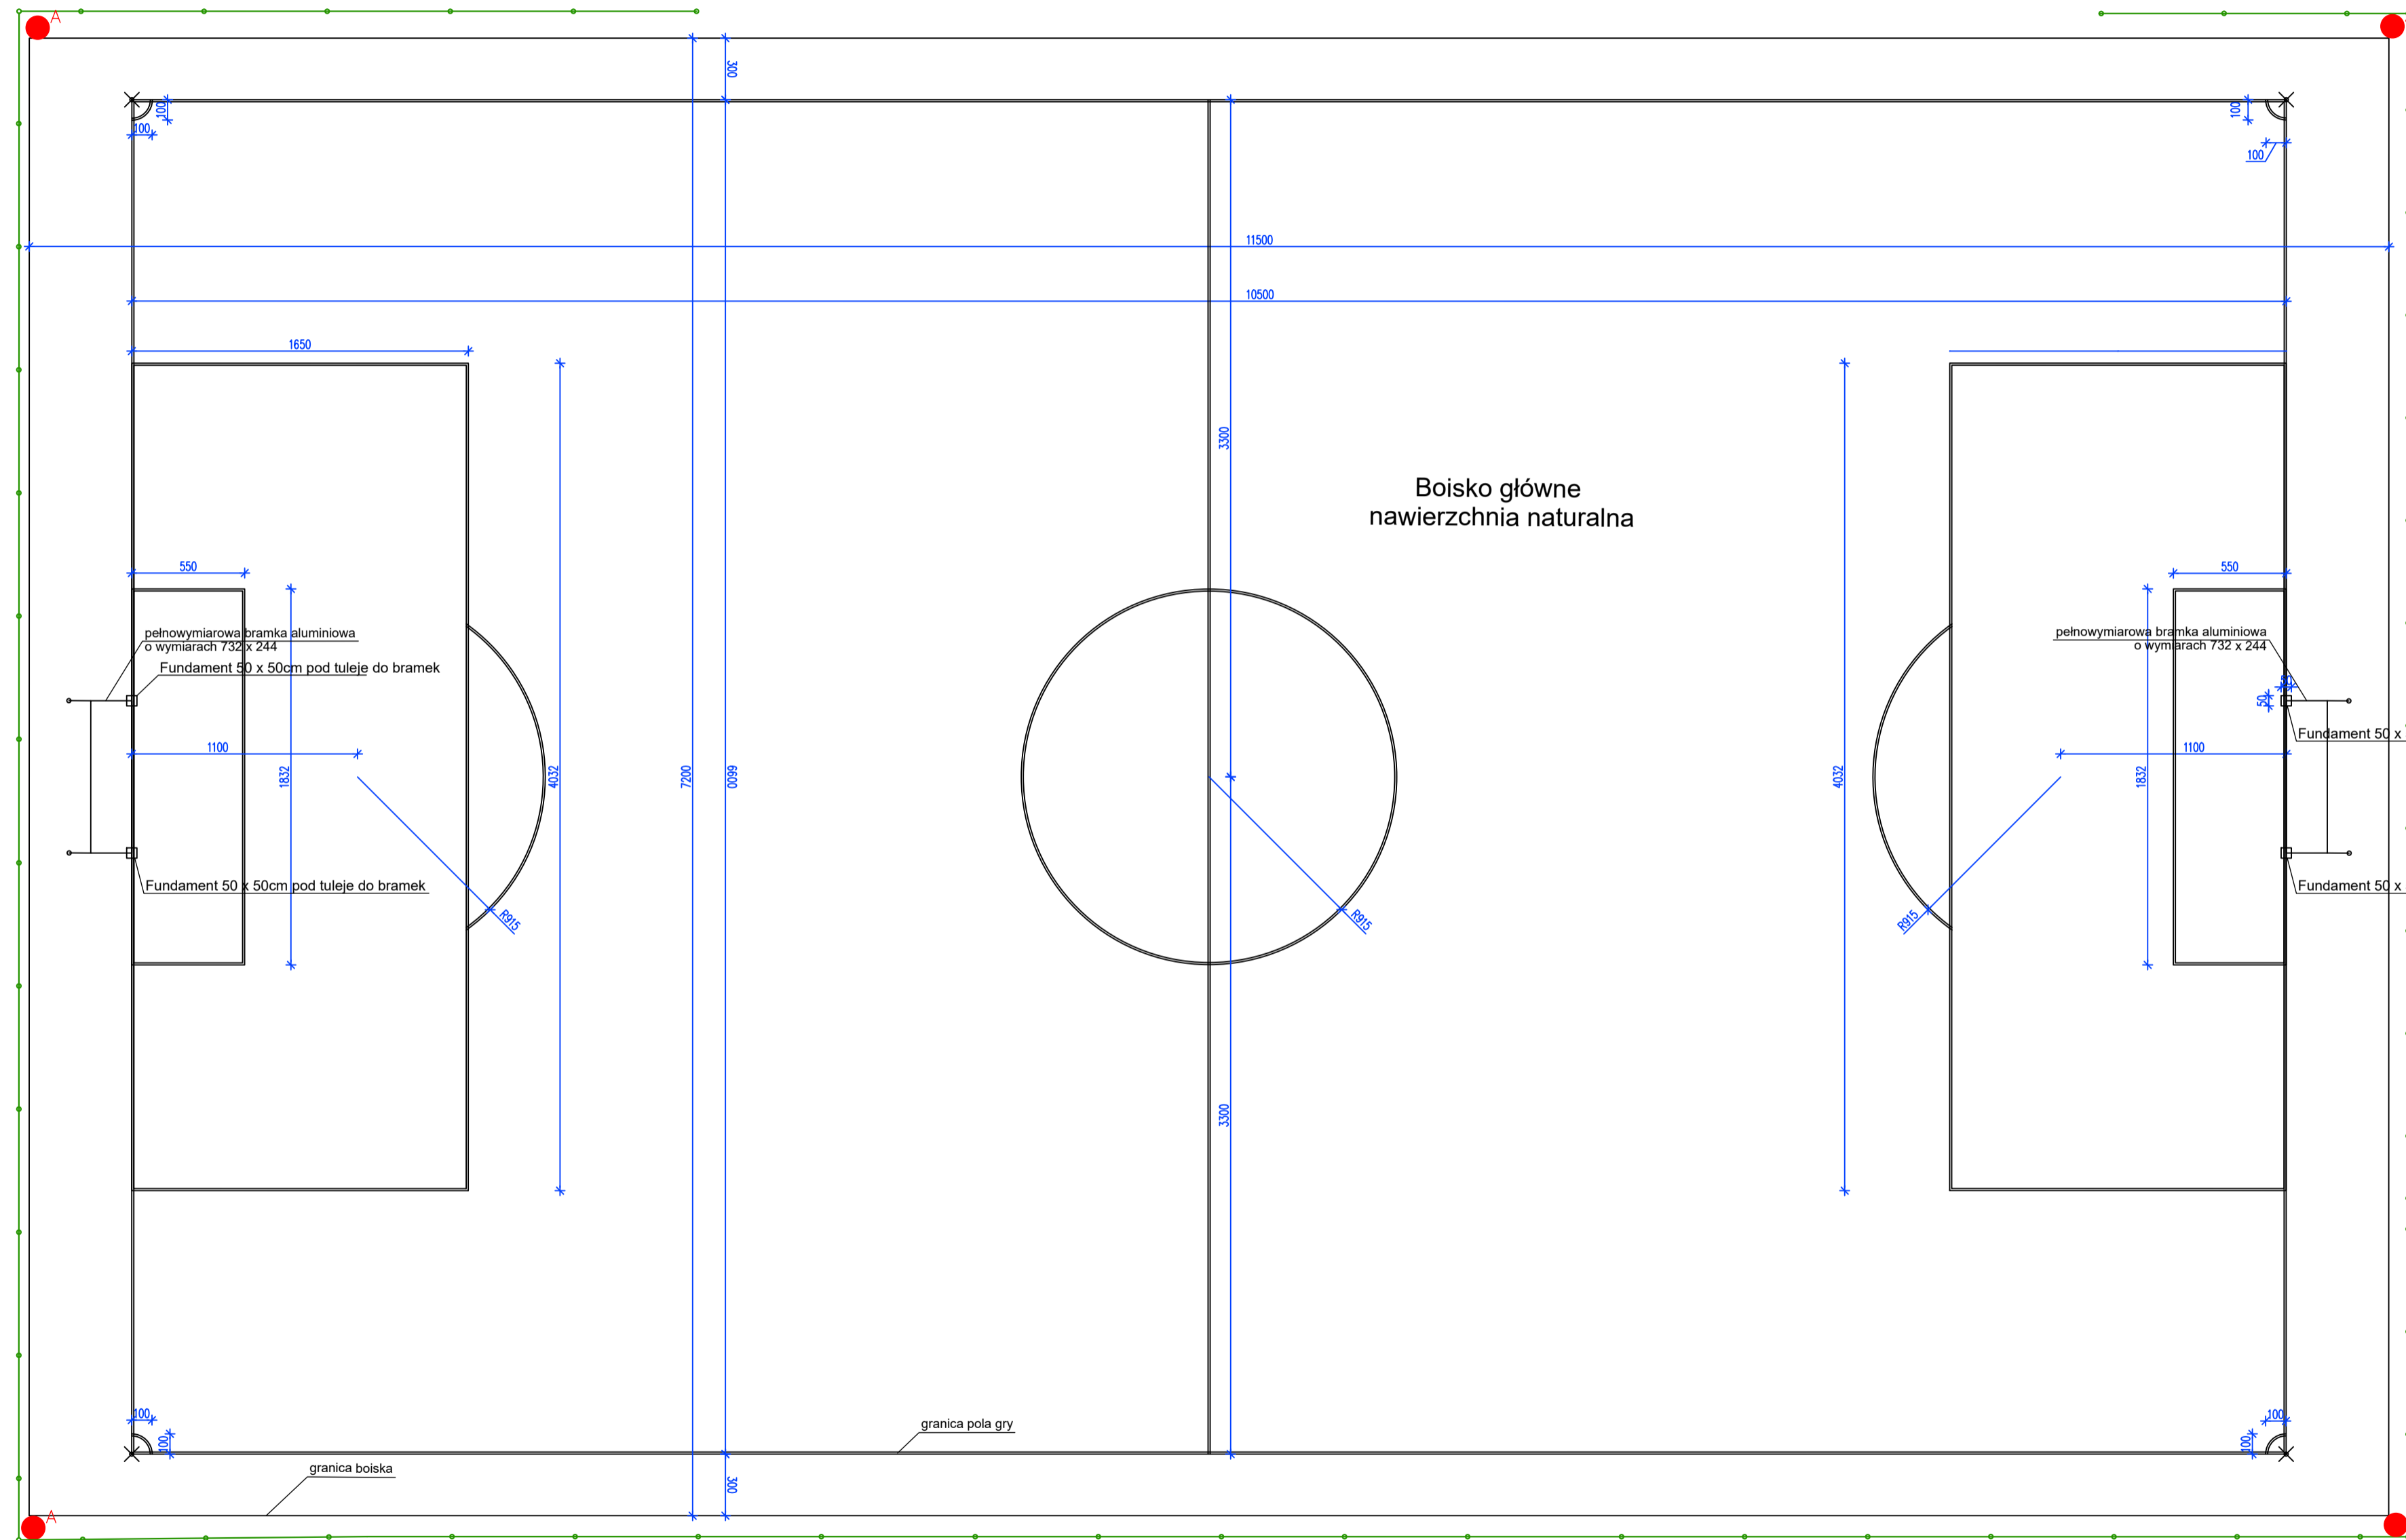 A
300
100
100
100
100
11500
10500
1650
3300
Boisko główne
nawierzchnia naturalna
550
550
pełnowymiarowa bramka aluminiowa
o wymiarach 732 x 244
Fundament 50 x 50cm pod tuleje do bramek
pełnowymiarowa bramka aluminiowa
o wymiarach 732 x 244
50
Fundament 50 x
1100
1832
4032
7200
6600
4032
1832
1100
Fundament 50 x 50cm pod tuleje do bramek
Fundament 50 x
R915
R915
R915
3300
100
100
100
100
granica pola gry
granica boiska
300
A